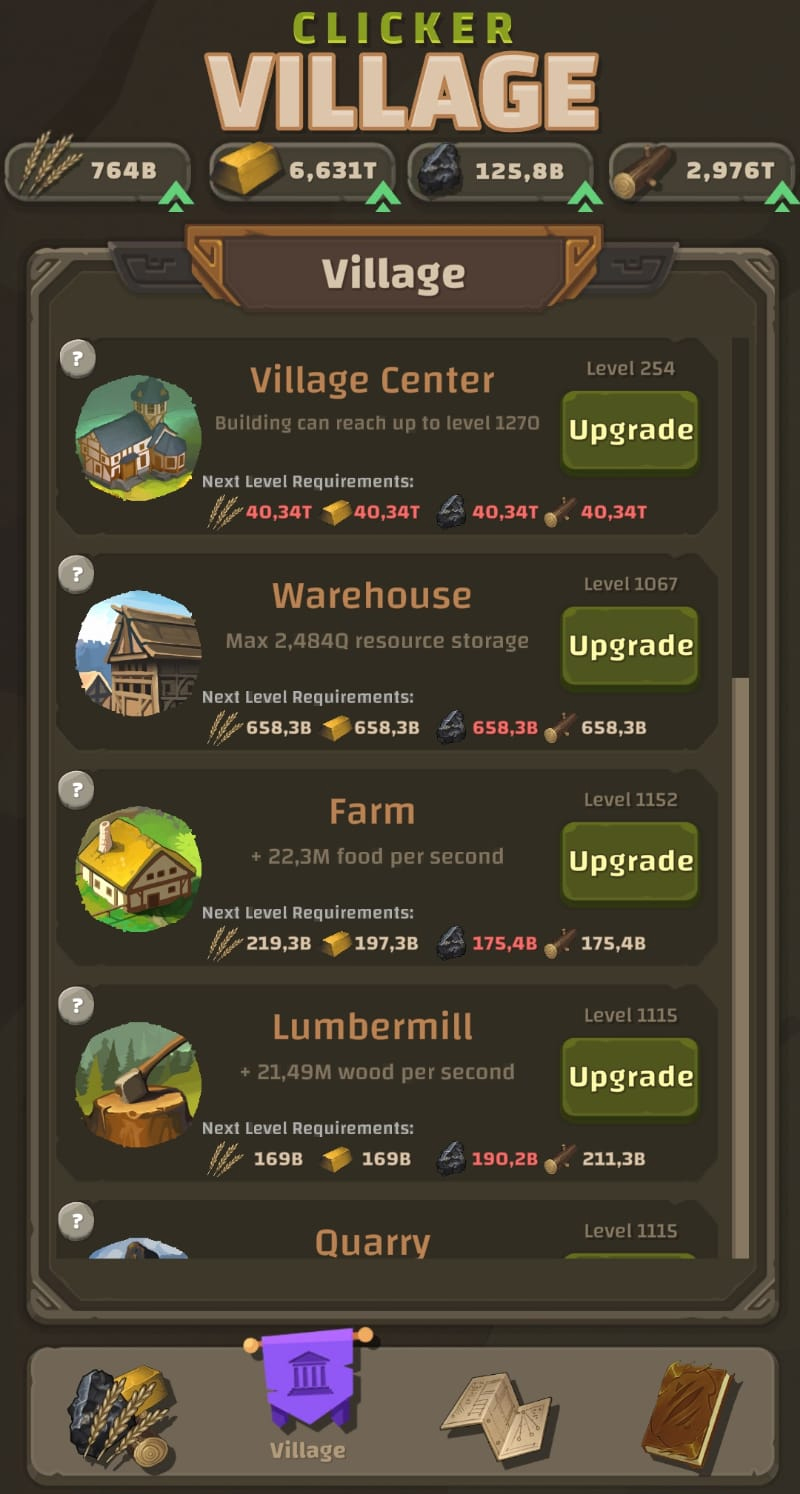 CLICKER
VILLAGE
764B 6,631T 125,8B 2,976T
Village
?
Village Center
Level 254
Building can reach up to level 1270
Upgrade
Next Level Requirements:
40,34T 40,34T 40,34T 40,34T
?
Warehouse
Level 1067
Max 2,484Q resource storage
Upgrade
Next Level Requirements:
658,3B 658,3B 658,3B 658,3B
?
Farm
Level 1152
+ 22,3M food per second
Upgrade
Next Level Requirements:
219,3B 197,3B 175,4B 175,4B
?
Lumbermill
Level 1115
+ 21,49M wood per second
Upgrade
Next Level Requirements:
169B 169B 190,2B 211,3B
?
Quarry
Level 1115
Village